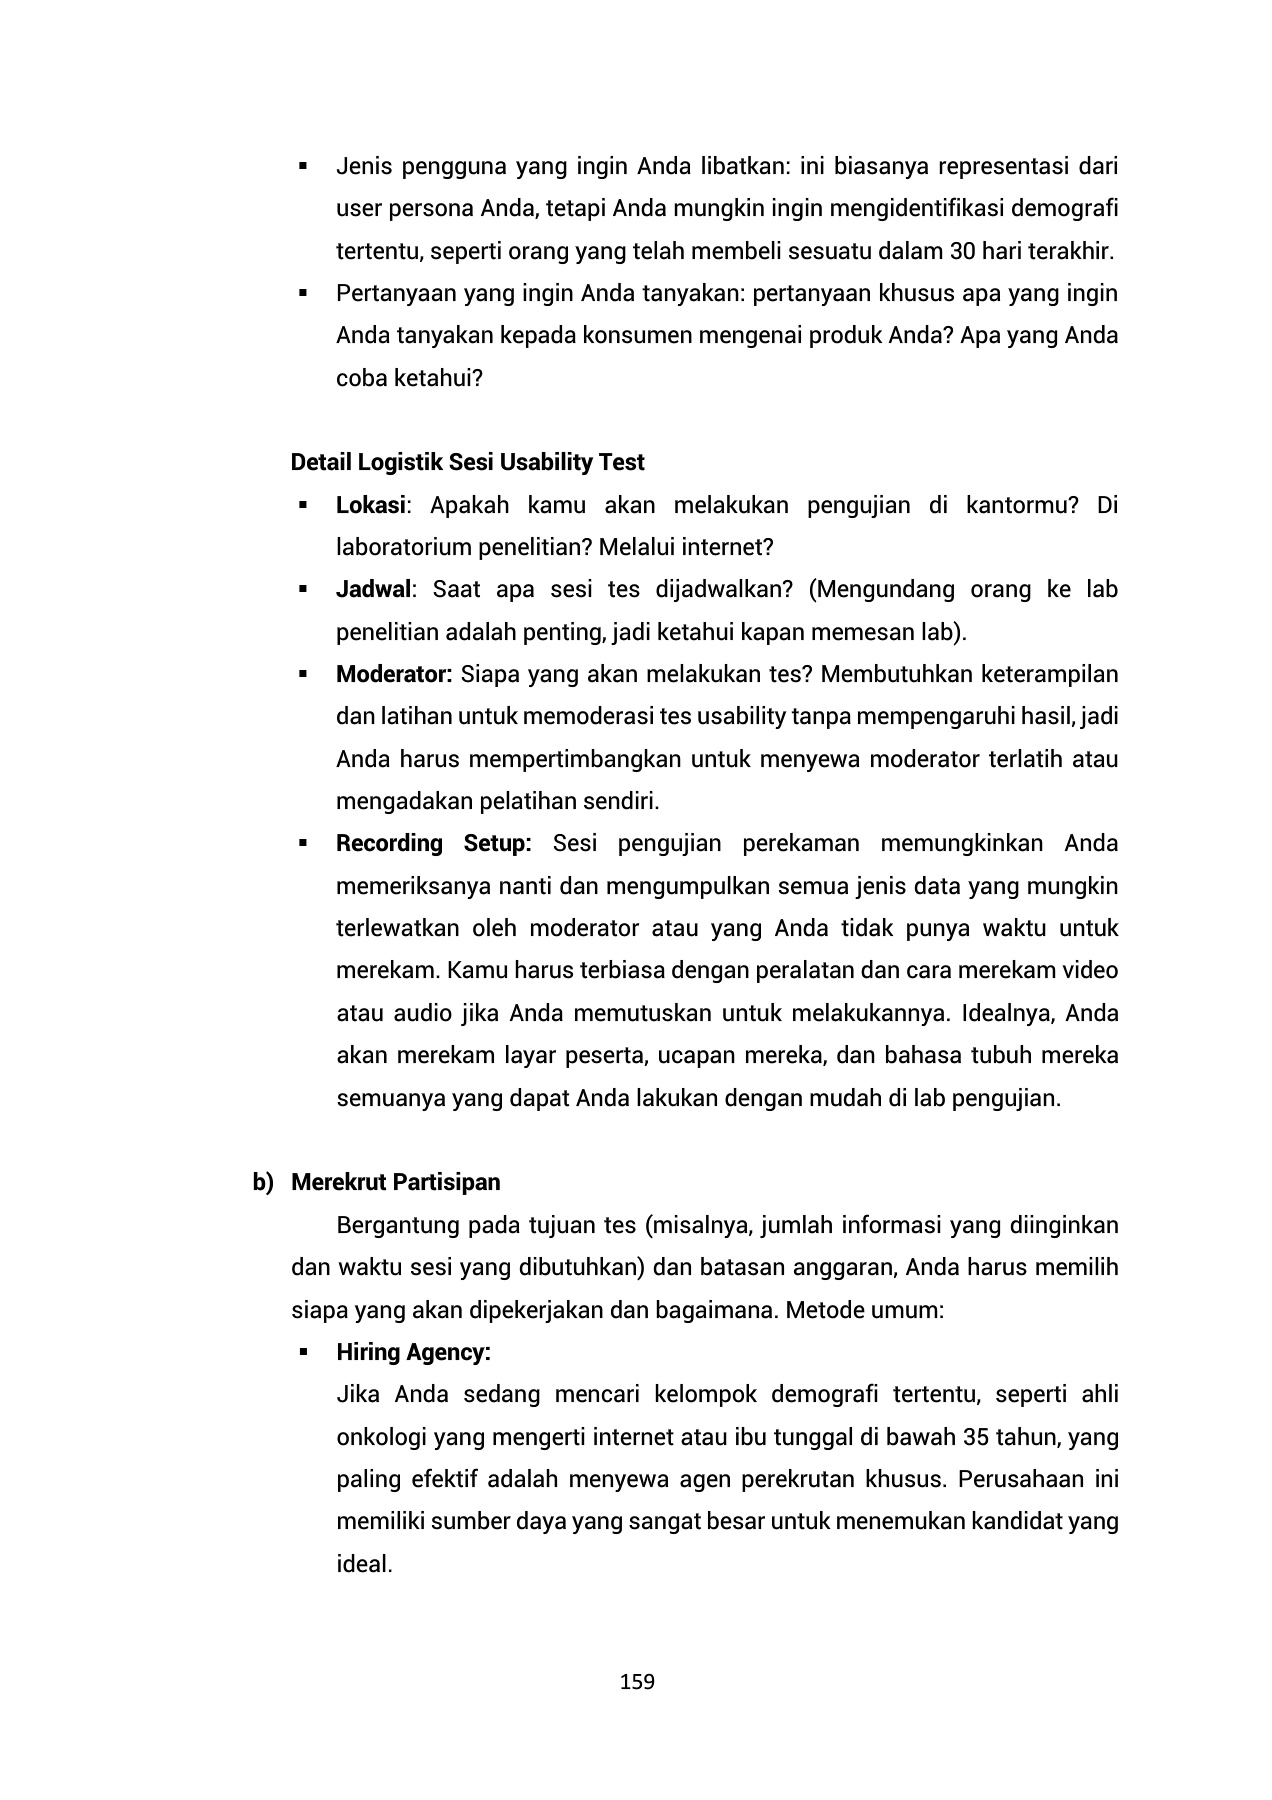 ▪ Jenis pengguna yang ingin Anda libatkan: ini biasanya representasi dari
user persona Anda, tetapi Anda mungkin ingin mengidentifikasi demografi
tertentu, seperti orang yang telah membeli sesuatu dalam 30 hari terakhir.
▪ Pertanyaan yang ingin Anda tanyakan: pertanyaan khusus apa yang ingin
Anda tanyakan kepada konsumen mengenai produk Anda? Apa yang Anda
coba ketahui?
Detail Logistik Sesi Usability Test
▪ Lokasi: Apakah kamu akan melakukan pengujian di kantormu? Di
laboratorium penelitian? Melalui internet?
▪ Jadwal: Saat apa sesi tes dijadwalkan? (Mengundang orang ke lab
penelitian adalah penting, jadi ketahui kapan memesan lab).
▪ Moderator: Siapa yang akan melakukan tes? Membutuhkan keterampilan
dan latihan untuk memoderasi tes usability tanpa mempengaruhi hasil, jadi
Anda harus mempertimbangkan untuk menyewa moderator terlatih atau
mengadakan pelatihan sendiri.
▪ Recording Setup: Sesi pengujian perekaman memungkinkan Anda
memeriksanya nanti dan mengumpulkan semua jenis data yang mungkin
terlewatkan oleh moderator atau yang Anda tidak punya waktu untuk
merekam. Kamu harus terbiasa dengan peralatan dan cara merekam video
atau audio jika Anda memutuskan untuk melakukannya. Idealnya, Anda
akan merekam layar peserta, ucapan mereka, dan bahasa tubuh mereka
semuanya yang dapat Anda lakukan dengan mudah di lab pengujian.
b) Merekrut Partisipan
Bergantung pada tujuan tes (misalnya, jumlah informasi yang diinginkan
dan waktu sesi yang dibutuhkan) dan batasan anggaran, Anda harus memilih
siapa yang akan dipekerjakan dan bagaimana. Metode umum:
▪ Hiring Agency:
Jika Anda sedang mencari kelompok demografi tertentu, seperti ahli
onkologi yang mengerti internet atau ibu tunggal di bawah 35 tahun, yang
paling efektif adalah menyewa agen perekrutan khusus. Perusahaan ini
memiliki sumber daya yang sangat besar untuk menemukan kandidat yang
ideal.
159